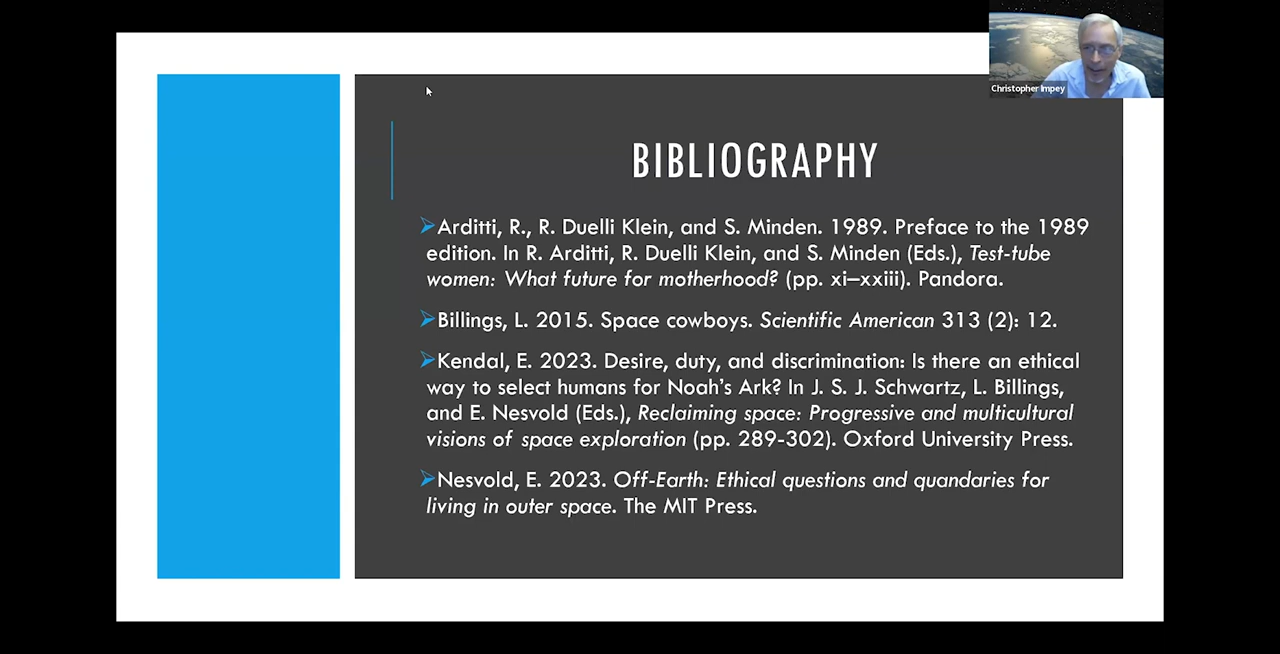 Christopher Impey
BIBLIOGRAPHY
Arditti, R., R. Duelli Klein, and S. Minden. 1989. Preface to the 1989
edition. In R. Arditti, R. Duelli Klein, and S. Minden (Eds.), Test-tube
women: What future for motherhood? (pp. xi–xxiii). Pandora.
Billings, L. 2015. Space cowboys. Scientific American 313 (2): 12.
Kendal, E. 2023. Desire, duty, and discrimination: Is there an ethical
way to select humans for Noah's Ark? In J. S. J. Schwartz, L. Billings,
and E. Nesvold (Eds.), Reclaiming space: Progressive and multicultural
visions of space exploration (pp. 289-302). Oxford University Press.
Nesvold, E. 2023. Off-Earth: Ethical questions and quandaries for
living in outer space. The MIT Press.